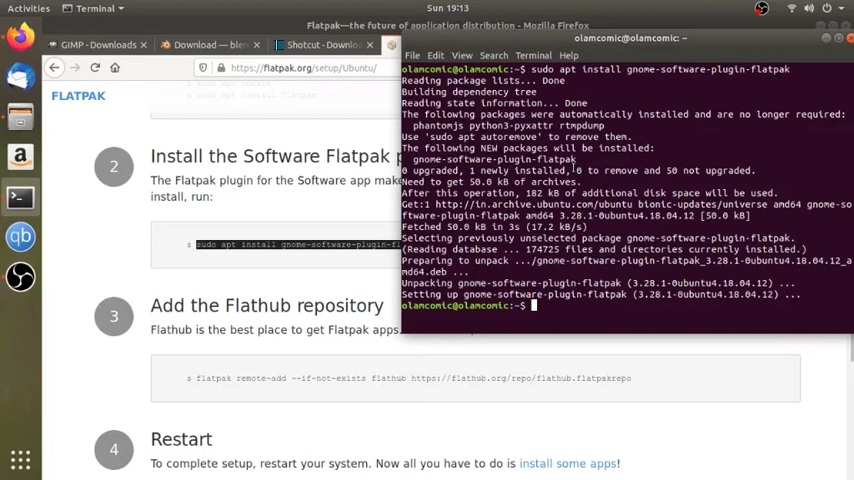 Activities
Terminal
Sun 19:13
Flatpak—the future of application distribution - Mozilla Firefox
GIMP - Downloads
Download — blen
Shotcut - Downlo
https://flatpak.org/setup/Ubuntu/
FLATPAK
2
Install the Software Flatpak p
The Flatpak plugin for the Software app make
install, run:
$ sudo apt install gnome-software-plugin-fl
3
Add the Flathub repository
Flathub is the best place to get Flatpak apps.
$ flatpak remote-add --if-not-exists flathub https://flathub.org/repo/flathub.flatpakrepo
4
Restart
To complete setup, restart your system. Now all you have to do is install some apps!
olamcomic@olamcomic: ~
File Edit View Search Terminal Help
olamcomic@olamcomic:~$ sudo apt install gnome-software-plugin-flatpak
Reading package lists... Done
Building dependency tree
Reading state information... Done
The following packages were automatically installed and are no longer required:
phantomjs python3-pyxattr rtmpdump
Use 'sudo apt autoremove' to remove them.
The following NEW packages will be installed:
gnome-software-plugin-flatpak
0 upgraded, 1 newly installed, 0 to remove and 50 not upgraded.
Need to get 50.0 kB of archives.
After this operation, 182 kB of additional disk space will be used.
Get:1 http://in.archive.ubuntu.com/ubuntu bionic-updates/universe amd64 gnome-so
ftware-plugin-flatpak amd64 3.28.1-0ubuntu4.18.04.12 [50.0 kB]
Fetched 50.0 kB in 3s (17.2 kB/s)
Selecting previously unselected package gnome-software-plugin-flatpak.
(Reading database ... 174725 files and directories currently installed.)
Preparing to unpack .../gnome-software-plugin-flatpak_3.28.1-0ubuntu4.18.04.12_a
md64.deb ...
Unpacking gnome-software-plugin-flatpak (3.28.1-0ubuntu4.18.04.12) ...
Setting up gnome-software-plugin-flatpak (3.28.1-0ubuntu4.18.04.12) ...
olamcomic@olamcomic:~$